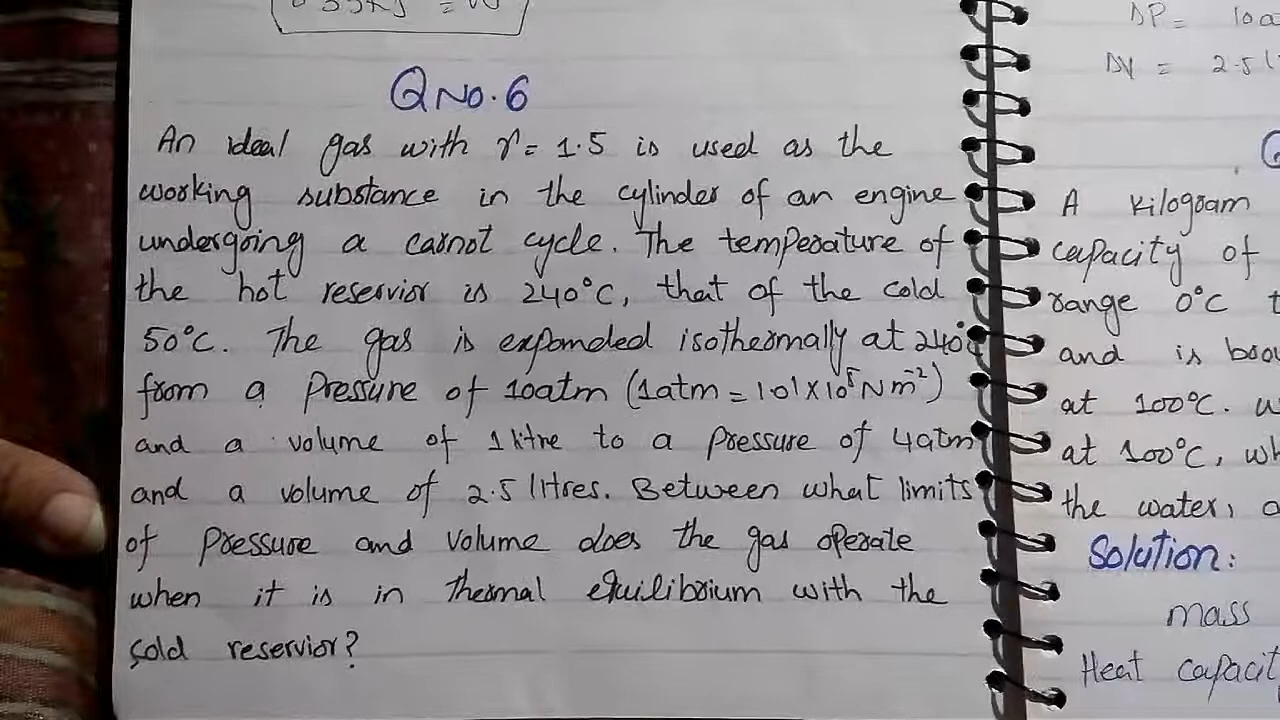 Q No. 6
An ideal gas with γ = 1.5 is used as the
working substance in the cylinder of an engine
undergoing a carnot cycle. The temperature of
the hot reservior is 240°C, that of the cold
50°C. The gas is expanded isothermally at 240°C
from a Pressure of 10atm (1atm = 101×10⁵Nm⁻²)
and a volume of 1 litre to a pressure of 4atm
and a volume of 2.5 litres. Between what limits
of pressure and volume does the gas operate
when it is in thermal equilibrium with the
cold reservior?
ΔP =
ΔV = 2.5
A Kilogram
capacity of
range 0°C
and is
at 100°C.
at 100°C,
the water,
Solution:
mass
Heat